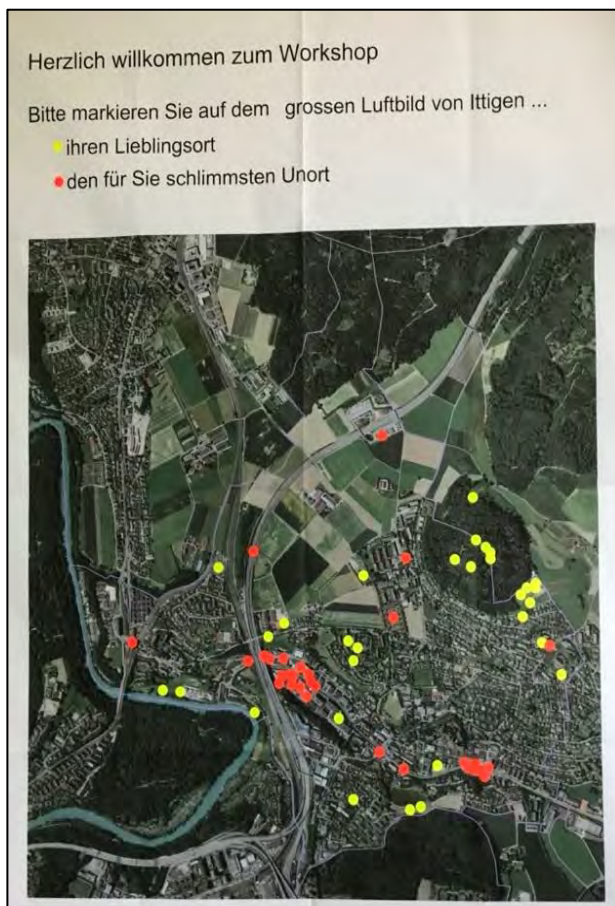 Herzlich willkommen zum Workshop
Bitte markieren Sie auf dem grossen Luftbild von Ittigen ...
ihren Lieblingsort
den für Sie schlimmsten Unort